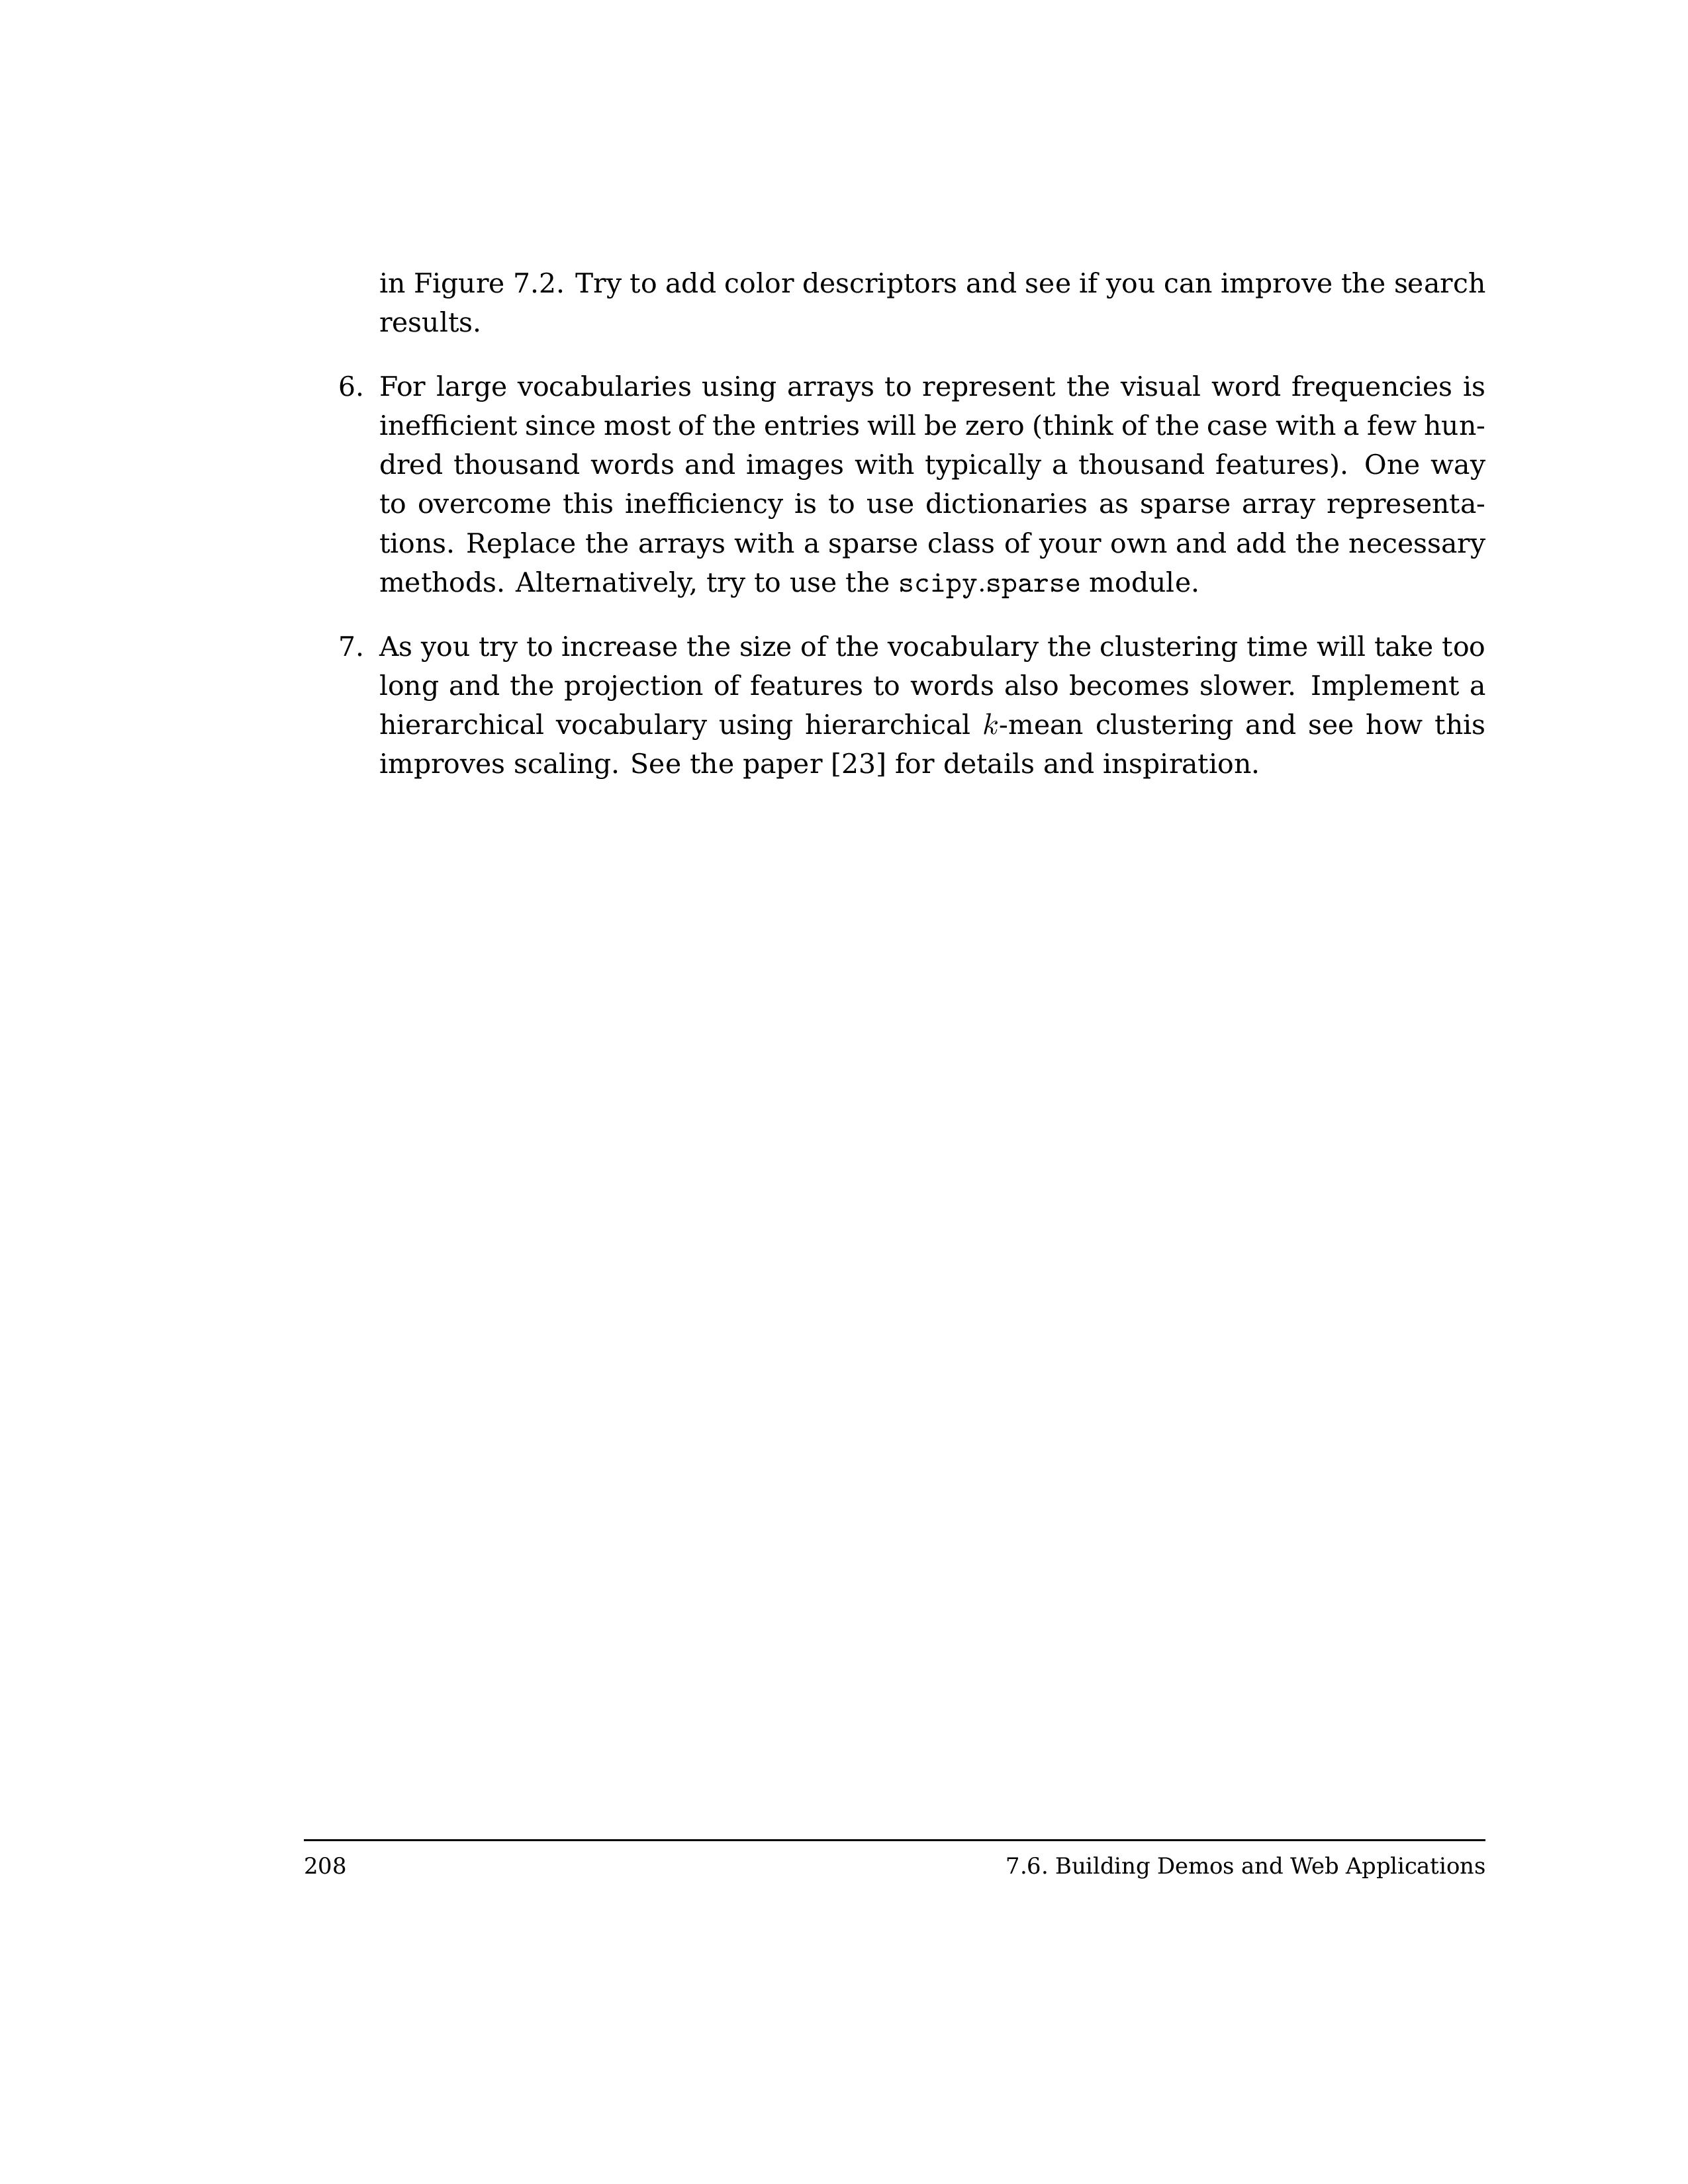 in Figure 7.2. Try to add color descriptors and see if you can improve the search
results.
6. For large vocabularies using arrays to represent the visual word frequencies is
inefficient since most of the entries will be zero (think of the case with a few hun-
dred thousand words and images with typically a thousand features). One way
to overcome this inefficiency is to use dictionaries as sparse array representa-
tions. Replace the arrays with a sparse class of your own and add the necessary
methods. Alternatively, try to use the scipy.sparse module.
7. As you try to increase the size of the vocabulary the clustering time will take too
long and the projection of features to words also becomes slower. Implement a
hierarchical vocabulary using hierarchical k-mean clustering and see how this
improves scaling. See the paper [23] for details and inspiration.
208 7.6. Building Demos and Web Applications